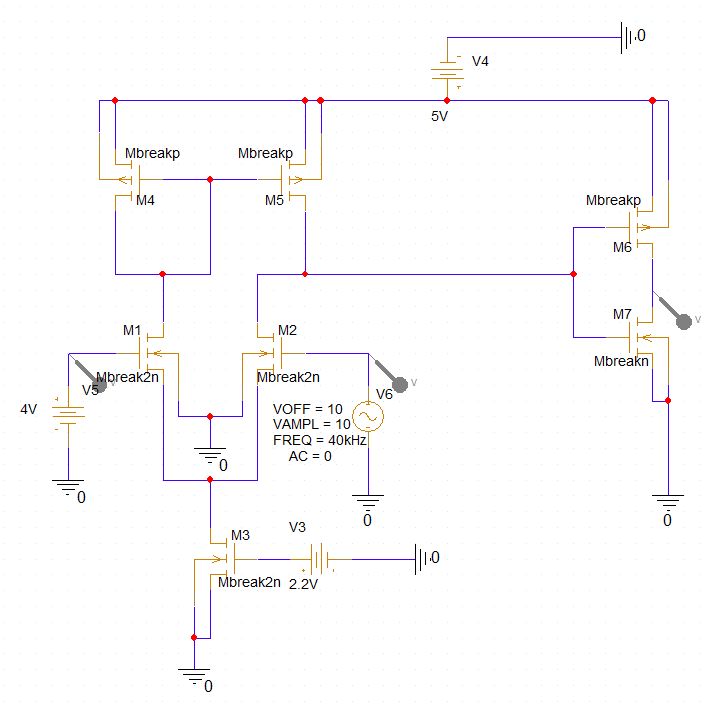 0
V4
5V
Mbreakp
Mbreakp
M4
M5
Mbreakp
M6
M7
Mbreakn
V
M1
M2
Mbreak2n
Mbreak2n
V
V5
V6
4V
VOFF = 10
VAMPL = 10
FREQ = 40kHz
AC = 0
0
0
0
0
V3
M3
0
Mbreak2n
2.2V
0